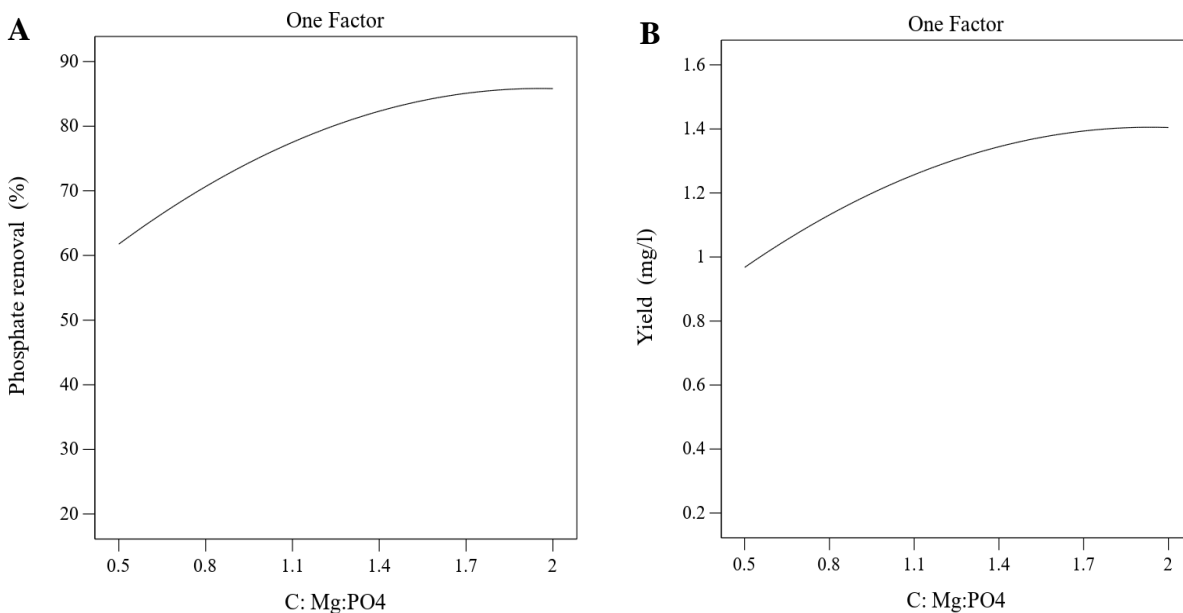 A
One Factor
Phosphate removal (%)
90
80
70
60
50
40
30
20
0.5 0.8 1.1 1.4 1.7 2
C: Mg:PO4
B
One Factor
Yield (mg/l)
1.6
1.4
1.2
1
0.8
0.6
0.4
0.2
0.5 0.8 1.1 1.4 1.7 2
C: Mg:PO4